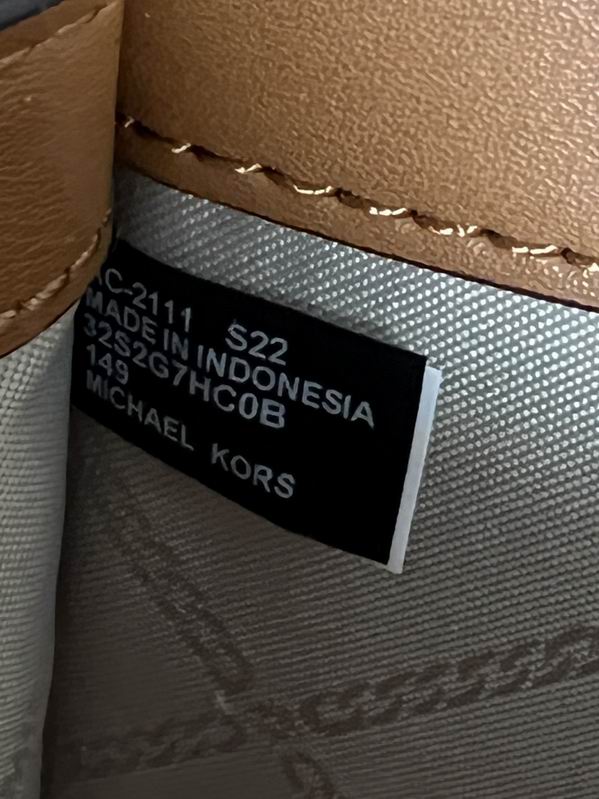 C-2111 S22
MADE IN INDONESIA
32S2G7HC0B
149
MICHAEL KORS